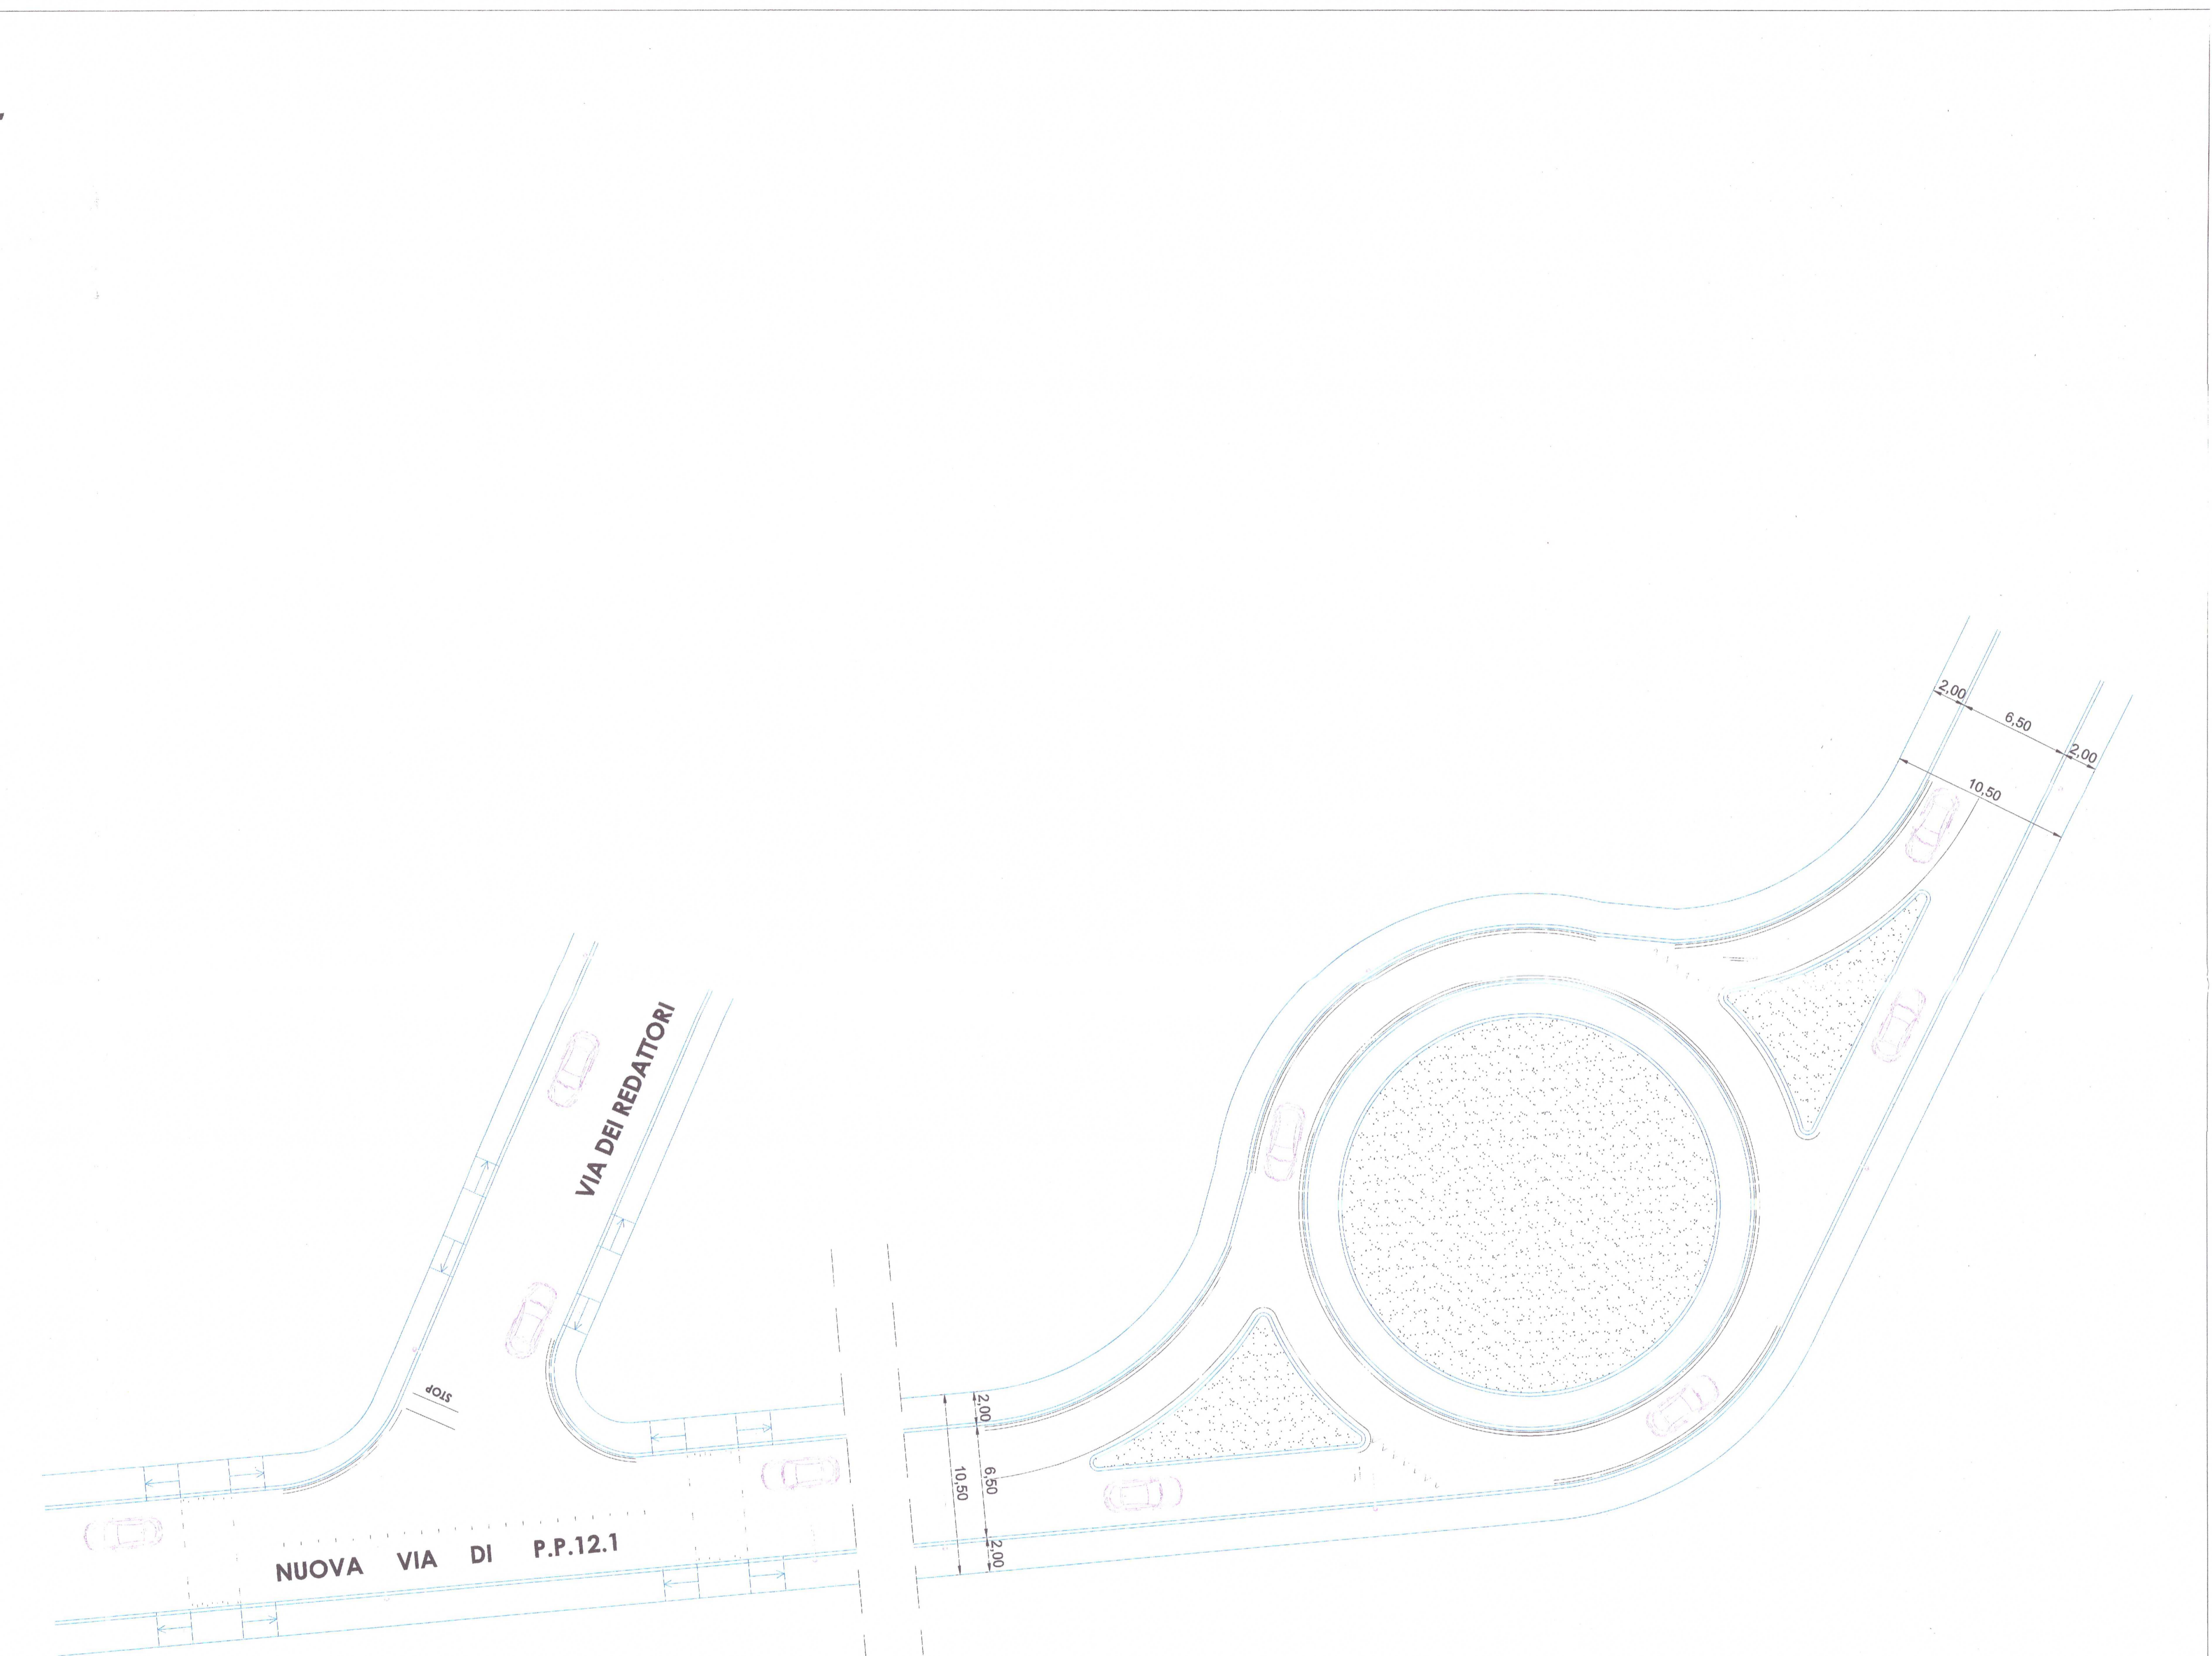 2,00
6,50
2,00
10,50
VIA DEI REDATTORI
STOP
2,00
6,50
10,50
2,00
NUOVA VIA DI P.P.12.1